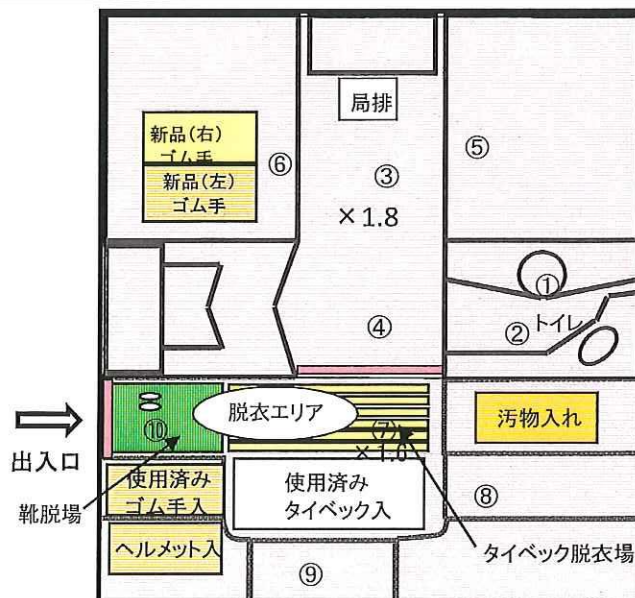 局排
新品(右)
ゴム手
新品(左)
ゴム手
⑥
③
×1.8
⑤
①
②
トイレ
④
出入口
⑩
脱衣エリア
⑦
×1.6
汚物入れ
使用済み
ゴム手入
使用済み
タイベック入
⑧
靴脱場
ヘルメット入
⑨
タイベック脱衣場